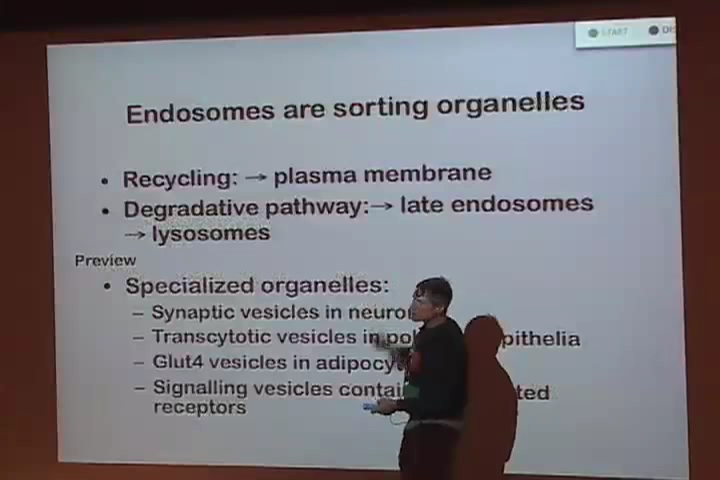 START
Endosomes are sorting organelles
• Recycling: → plasma membrane
• Degradative pathway:→ late endosomes
→ lysosomes
Preview
• Specialized organelles:
– Synaptic vesicles in
– Transcytotic vesicles in
– Glut4 vesicles in
– Signalling vesicles
receptors